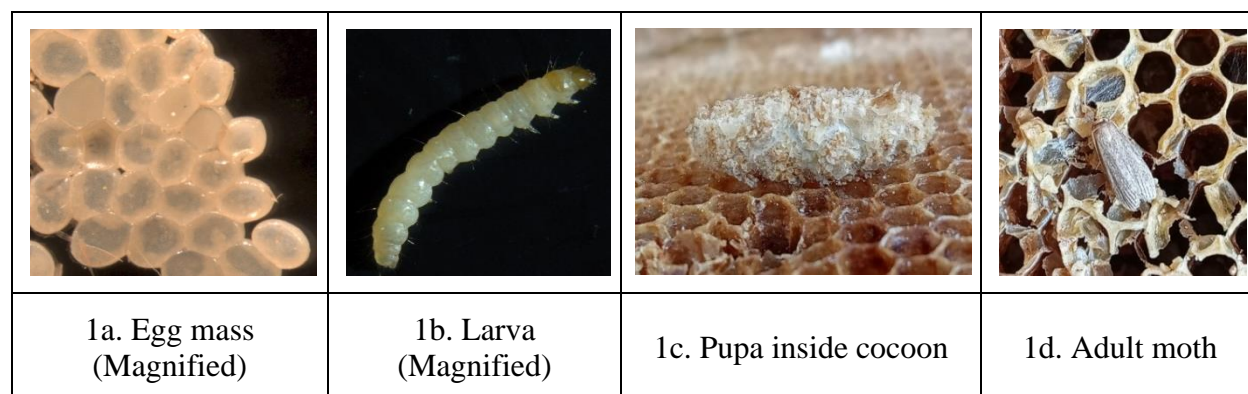 1a. Egg mass
(Magnified)
1b. Larva
(Magnified)
1c. Pupa inside cocoon
1d. Adult moth